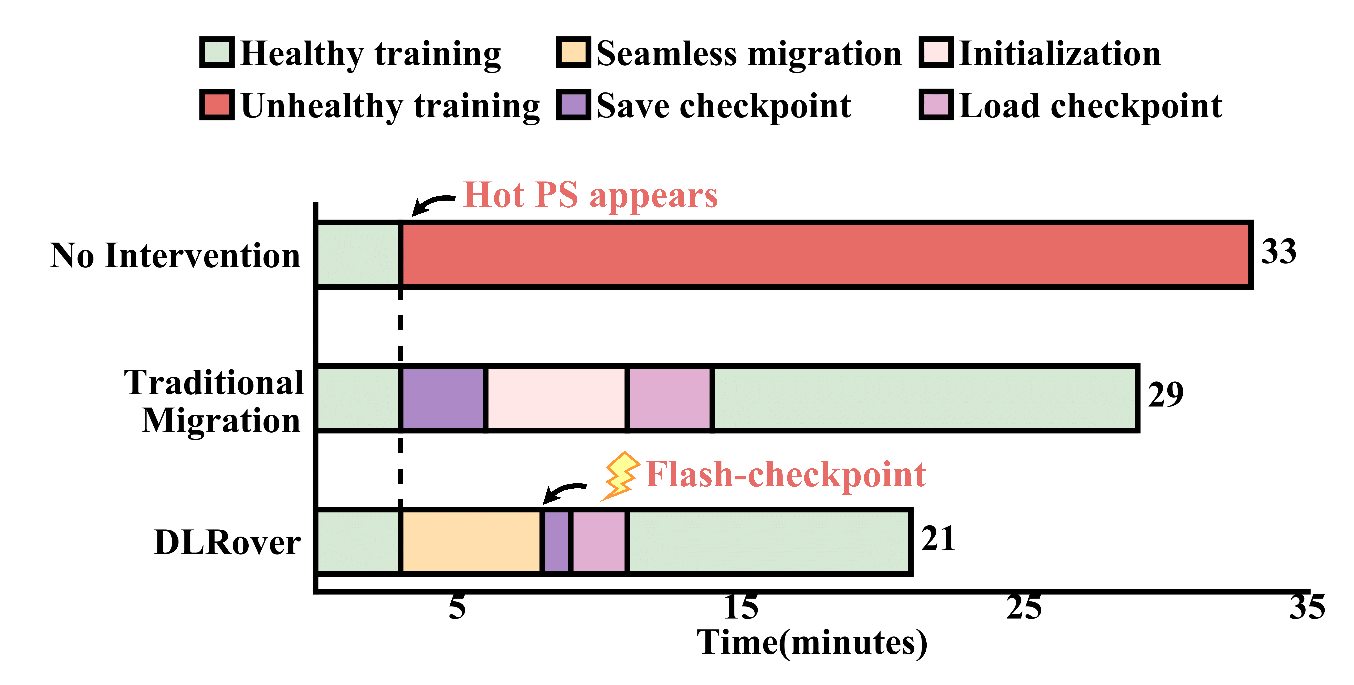 Healthy training
Seamless migration
Initialization
Unhealthy training
Save checkpoint
Load checkpoint
Hot PS appears
No Intervention
33
Traditional
Migration
29
Flash-checkpoint
DLRover
21
5
15
25
35
Time(minutes)